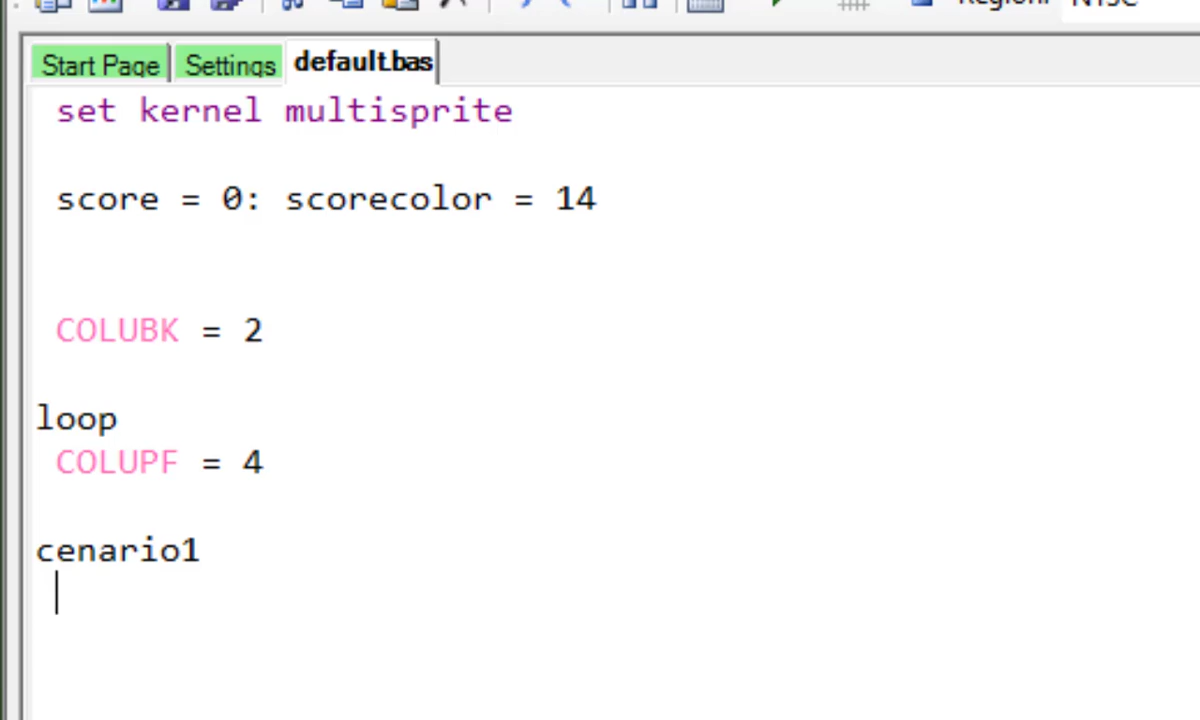 Start Page Settings default.bas
set kernel multisprite
score = 0: scorecolor = 14
COLUBK = 2
loop
COLUPF = 4
cenario1